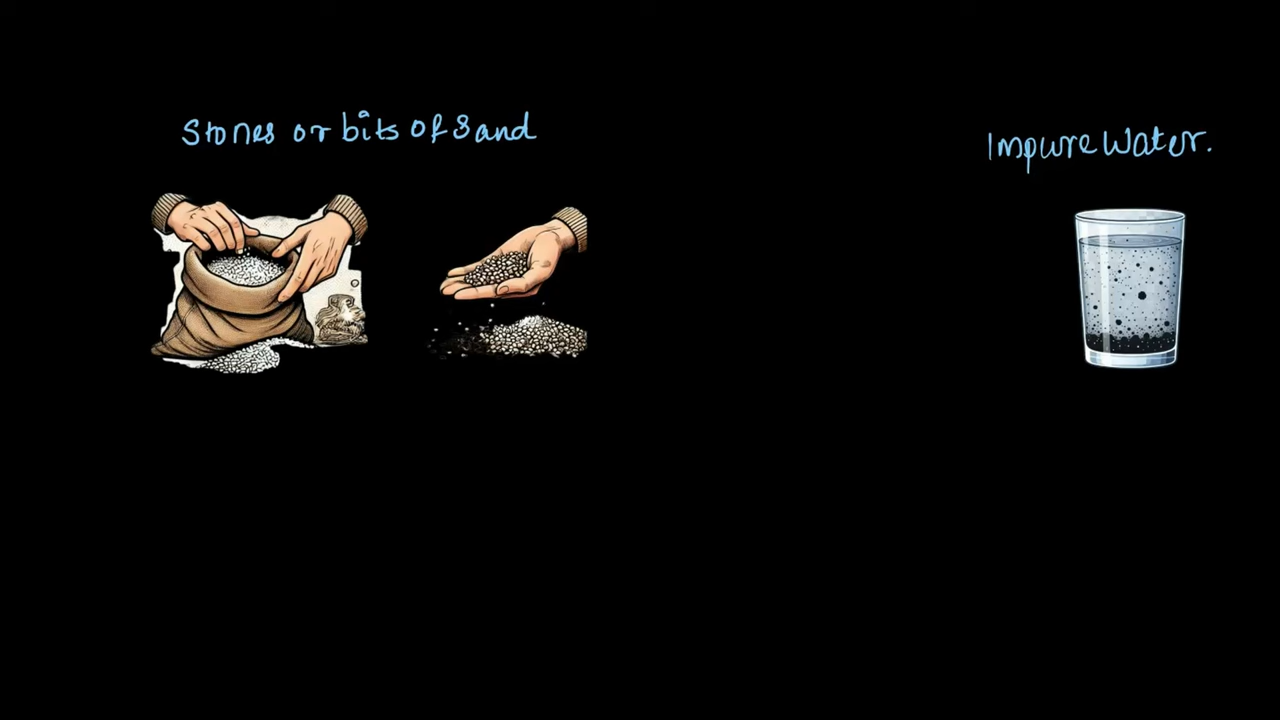 Stones or bits of Sand
Impure Water.